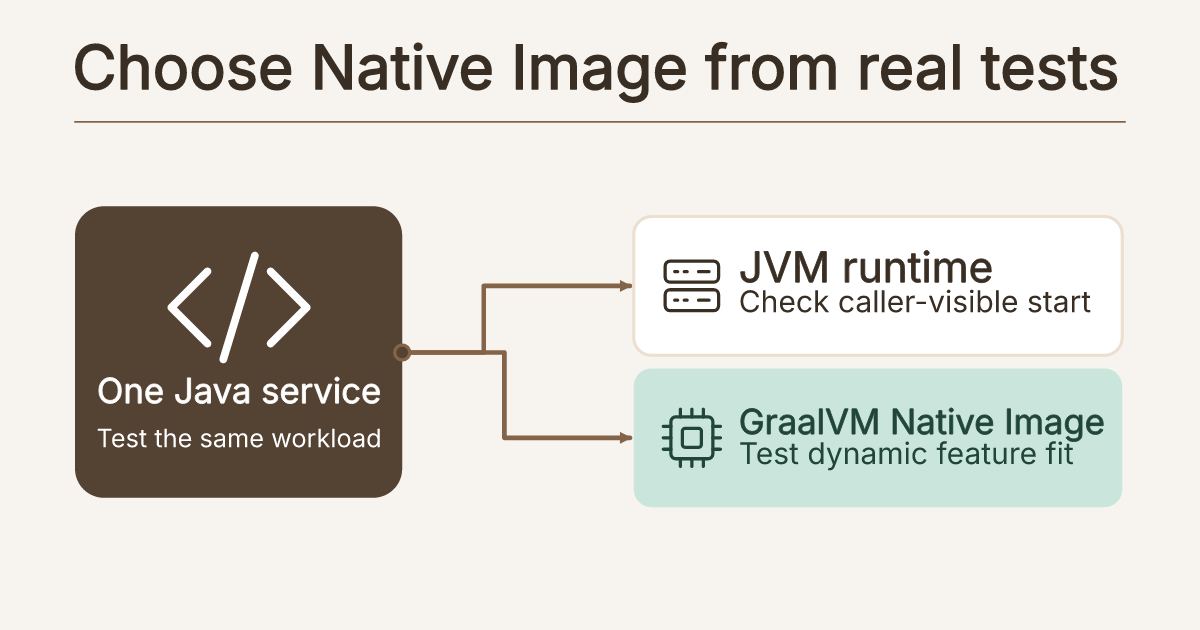 Choose Native Image from real tests
One Java service
Test the same workload
JVM runtime
Check caller-visible start
GraalVM Native Image
Test dynamic feature fit